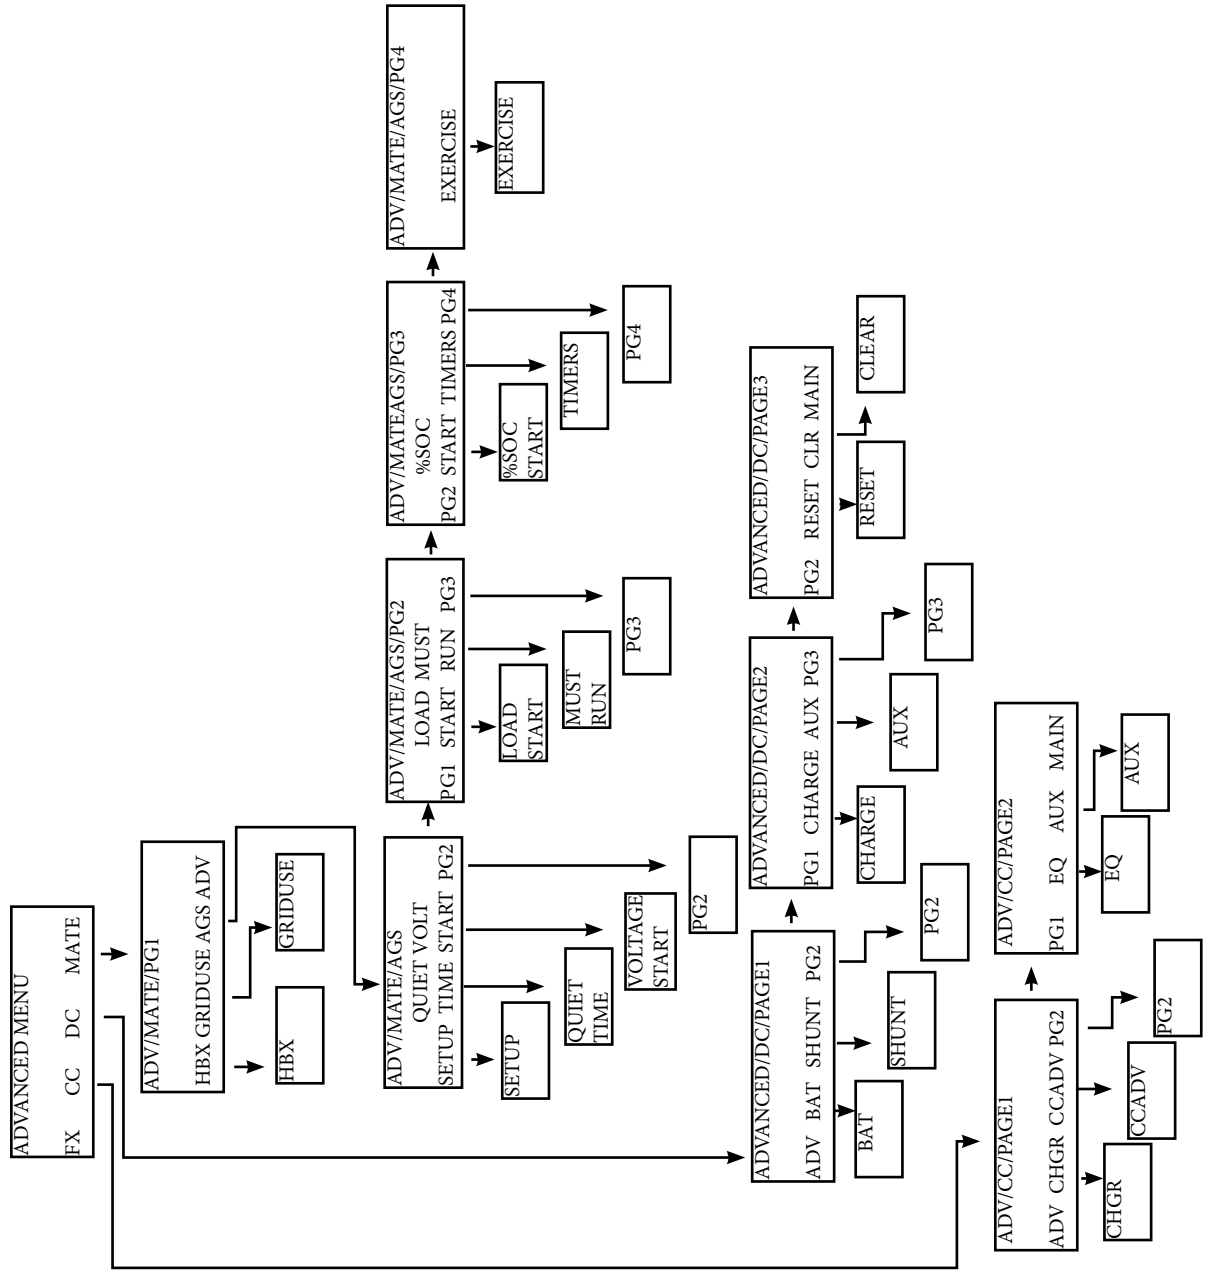 ADVANCED MENU
FX CC DC MATE
ADV/MATE/PG1
HBX GRIDUSE AGS ADV
HBX
GRIDUSE
ADV/MATE/AGS
QUIET VOLT
SETUP TIME START PG2
SETUP
QUIET
TIME
VOLTAGE
START
PG2
ADV/MATE/AGS/PG2
LOAD MUST
PG1 START RUN PG3
LOAD
START
MUST
RUN
PG3
ADV/MATEAGS/PG3
%SOC
PG2 START TIMERS PG4
%SOC
START
TIMERS
PG4
ADV/MATE/AGS/PG4
EXERCISE
EXERCISE
ADVANCED/DC/PAGE1
ADV BAT SHUNT PG2
BAT
SHUNT
PG2
ADVANCED/DC/PAGE2
PG1 CHARGE AUX PG3
CHARGE
AUX
PG3
ADVANCED/DC/PAGE3
PG2 RESET CLR MAIN
RESET
CLEAR
ADV/CC/PAGE1
ADV CHGR CCADV PG2
CHGR
CCADV
PG2
ADV/CC/PAGE2
PG1 EQ AUX MAIN
EQ
AUX